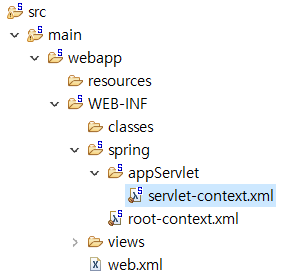 src
main
webapp
resources
WEB-INF
classes
spring
appServlet
servlet-context.xml
root-context.xml
views
web.xml